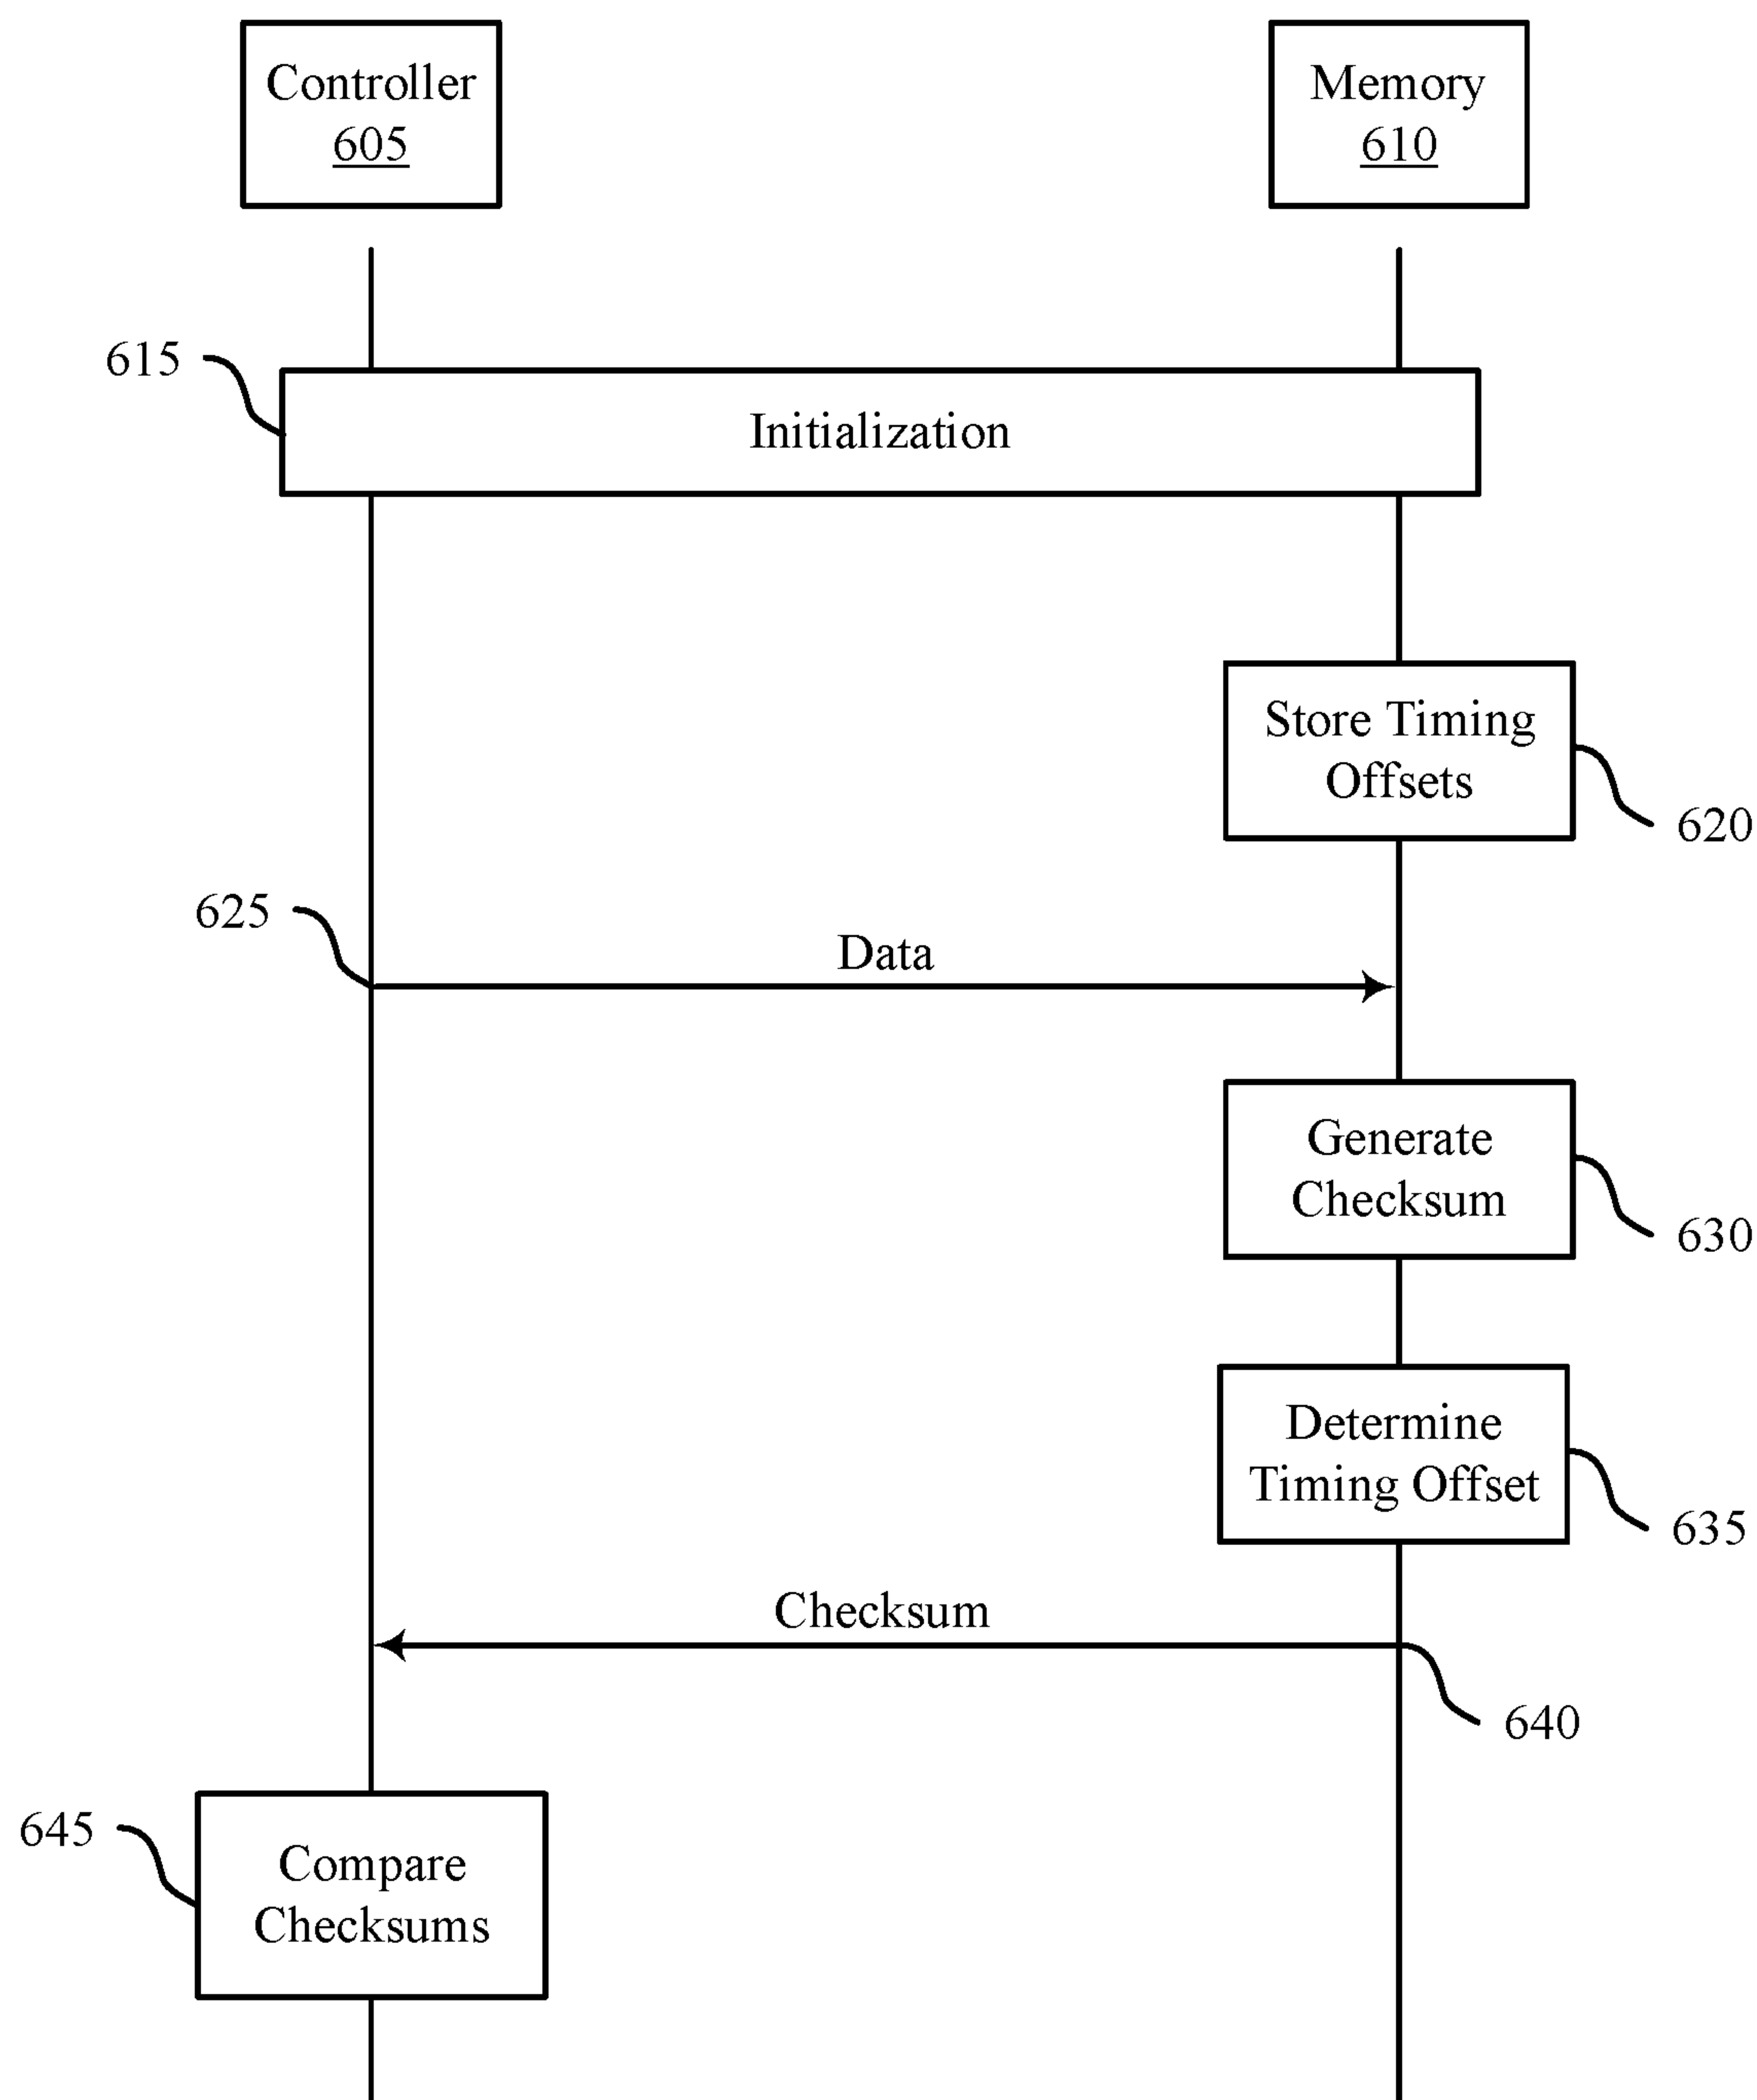 Controller
605
Memory
610
615
Initialization
Store Timing
Offsets
620
625
Data
Generate
Checksum
630
Determine
Timing Offset
635
Checksum
640
645
Compare
Checksums